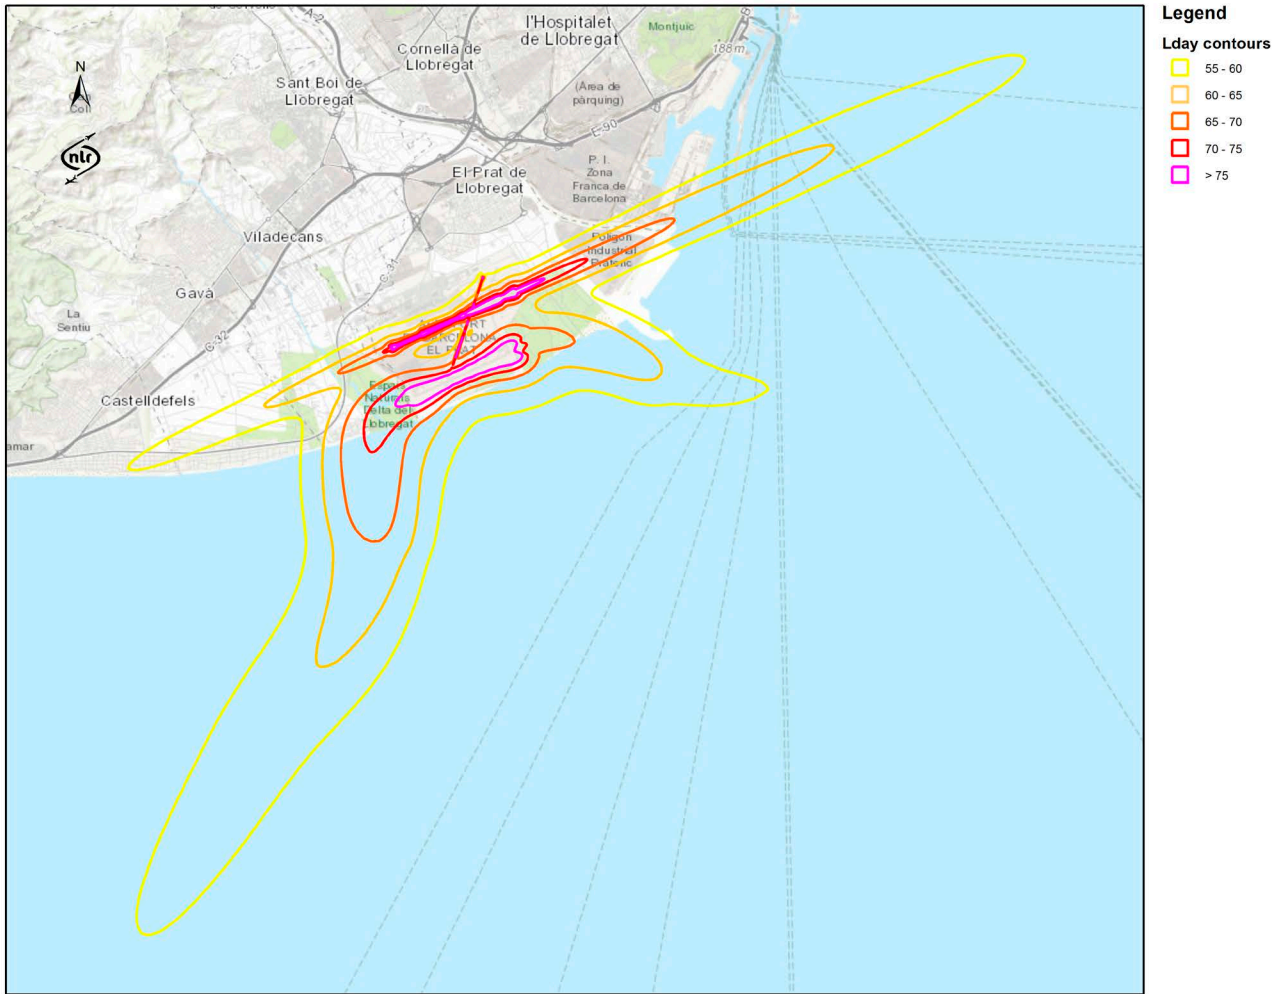 Legend
Lday contours
55 - 60
60 - 65
65 - 70
70 - 75
> 75
N
nlr
A-2
l'Hospitalet
de Llobregat
Montjuïc
188 m
Cornellà de
Llobregat
Sant Boi de
Llobregat
(Àrea de
pàrquing)
E-90
El Prat de
Llobregat
P. I.
Zona
Franca de
Barcelona
Viladecans
Polígon
Industrial
Pratenc
C-31
Gavà
La
Sentiu
C-32
BARCELONA
EL PRAT
Espais
Naturals
Delta del
Llobregat
Castelldefels
amar